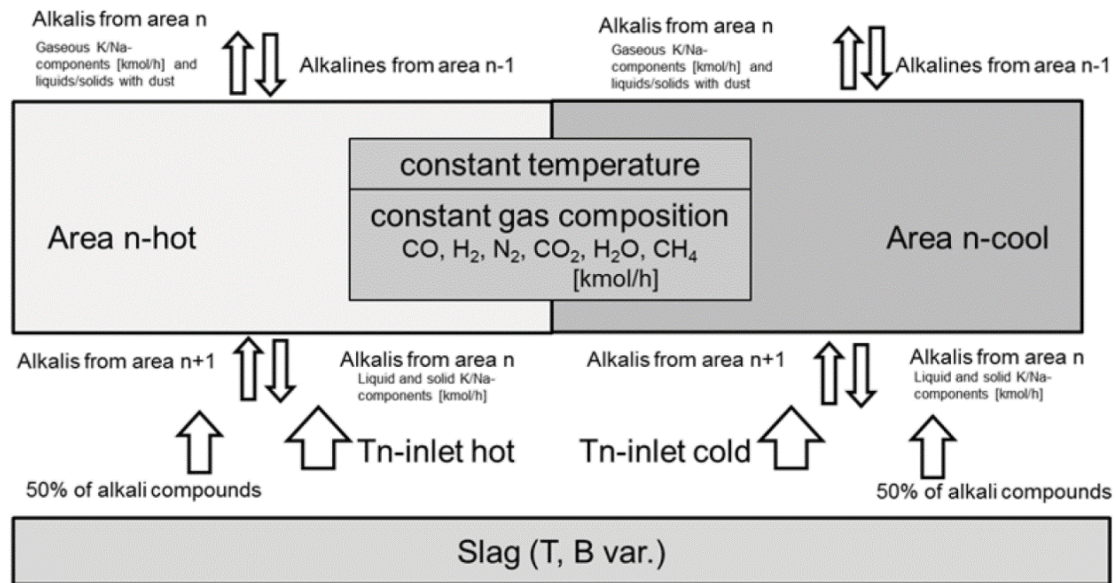 Alkalis from area n
Gaseous K/Na-
components [kmol/h] and
liquids/solids with dust
Alkalines from area n-1
Alkalis from area n
Gaseous K/Na-
components [kmol/h] and
liquids/solids with dust
Alkalines from area n-1
constant temperature
constant gas composition
CO, H₂, N₂, CO₂, H₂O, CH₄
[kmol/h]
Area n-hot
Area n-cool
Alkalis from area n+1
Alkalis from area n
Liquid and solid K/Na-
components [kmol/h]
Alkalis from area n+1
Alkalis from area n
Liquid and solid K/Na-
components [kmol/h]
Tn-inlet hot
Tn-inlet cold
50% of alkali compounds
50% of alkali compounds
Slag (T, B var.)